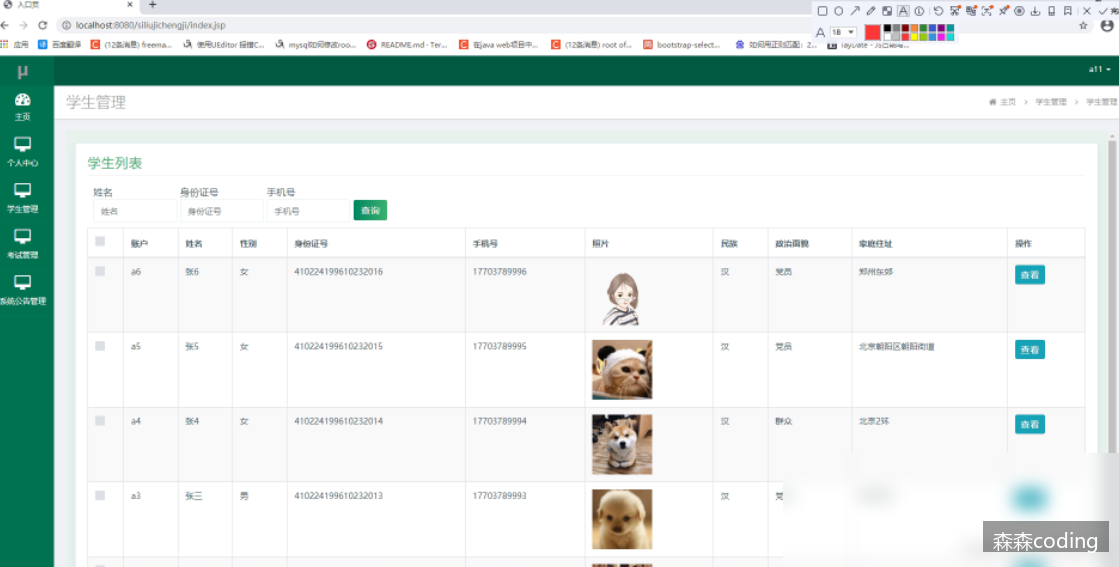 入口页
localhost:8080/siliujichengji/index.jsp
应用 百度翻译 (12条消息) freema... 使用UEditor 报搜C... mysql如何修改roo... README.md · Ter... 在java web项目中... (12条消息) root of... bootstrap-select... 如何用正则匹配; 2...
18
μ
a11
主页
个人中心
学生管理
考试管理
系统公告管理
学生管理
主页 > 学生管理 > 学生管理
学生列表
姓名 身份证号 手机号
姓名 身份证号 手机号 查询
账户 姓名 性别 身份证号 手机号 照片 民族 政治面貌 家庭住址 操作
a6 张6 女 410224199610232016 17703789996 汉 党员 郑州东郊 查看
a5 张5 女 410224199610232015 17703789995 汉 党员 北京朝阳区朝阳街道 查看
a4 张4 女 410224199610232014 17703789994 汉 群众 北京2环 查看
a3 张三 男 410224199610232013 17703789993 汉
森森coding